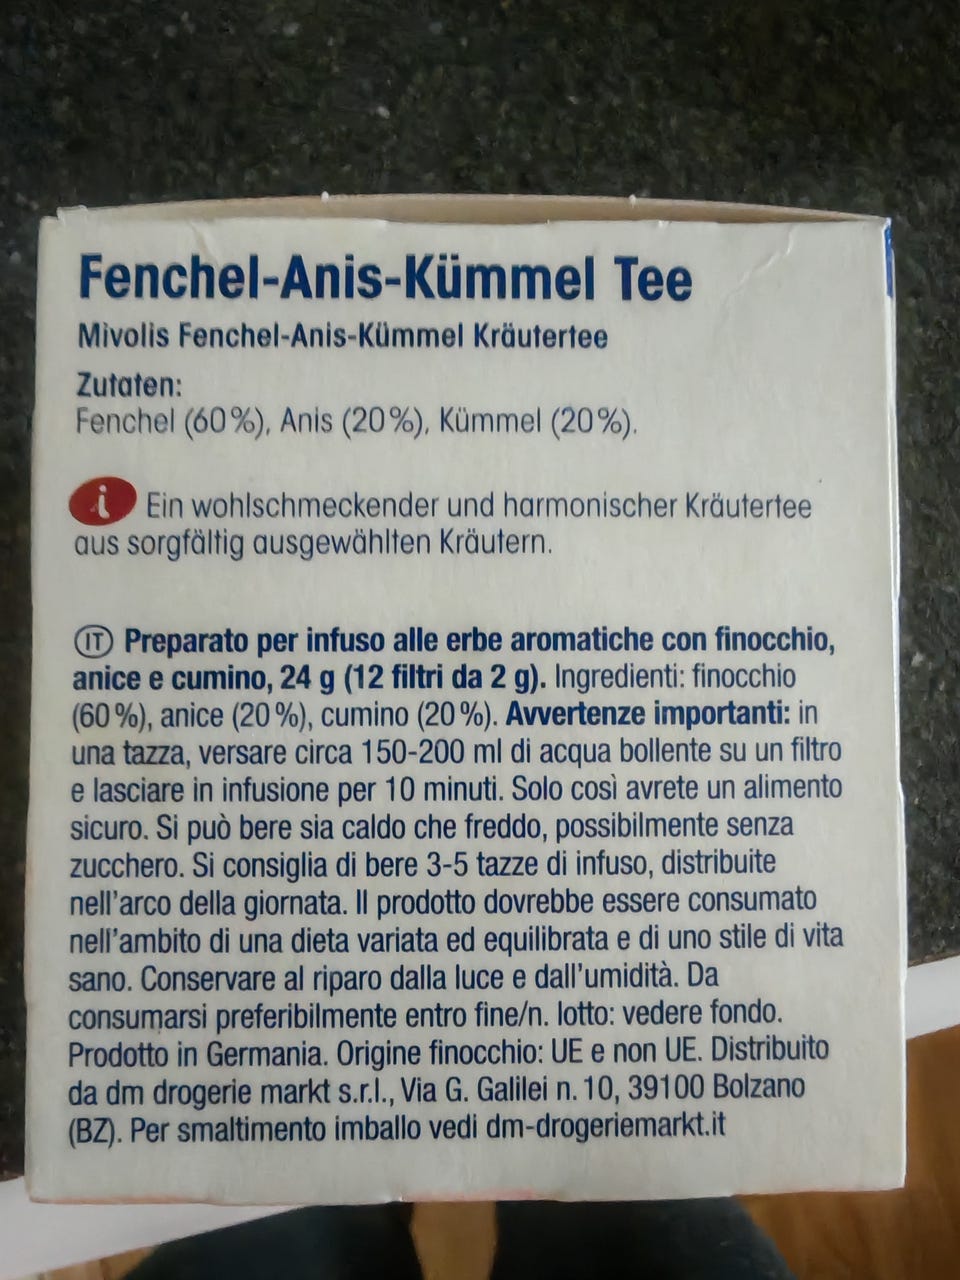 Fenchel-Anis-Kümmel Tee
Mivolis Fenchel-Anis-Kümmel Kräutertee
Zutaten:
Fenchel (60%), Anis (20%), Kümmel (20%).
i Ein wohlschmeckender und harmonischer Kräutertee
aus sorgfältig ausgewählten Kräutern.
IT Preparato per infuso alle erbe aromatiche con finocchio,
anice e cumino, 24 g (12 filtri da 2 g). Ingredienti: finocchio
(60%), anice (20%), cumino (20%). Avvertenze importanti: in
una tazza, versare circa 150-200 ml di acqua bollente su un filtro
e lasciare in infusione per 10 minuti. Solo così avrete un alimento
sicuro. Si può bere sia caldo che freddo, possibilmente senza
zucchero. Si consiglia di bere 3-5 tazze di infuso, distribuite
nell'arco della giornata. Il prodotto dovrebbe essere consumato
nell'ambito di una dieta variata ed equilibrata e di uno stile di vita
sano. Conservare al riparo dalla luce e dall'umidità. Da
consumarsi preferibilmente entro fine/n. lotto: vedere fondo.
Prodotto in Germania. Origine finocchio: UE e non UE. Distribuito
da dm drogerie markt s.r.l., Via G. Galilei n. 10, 39100 Bolzano
(BZ). Per smaltimento imballo vedi dm-drogeriemarkt.it